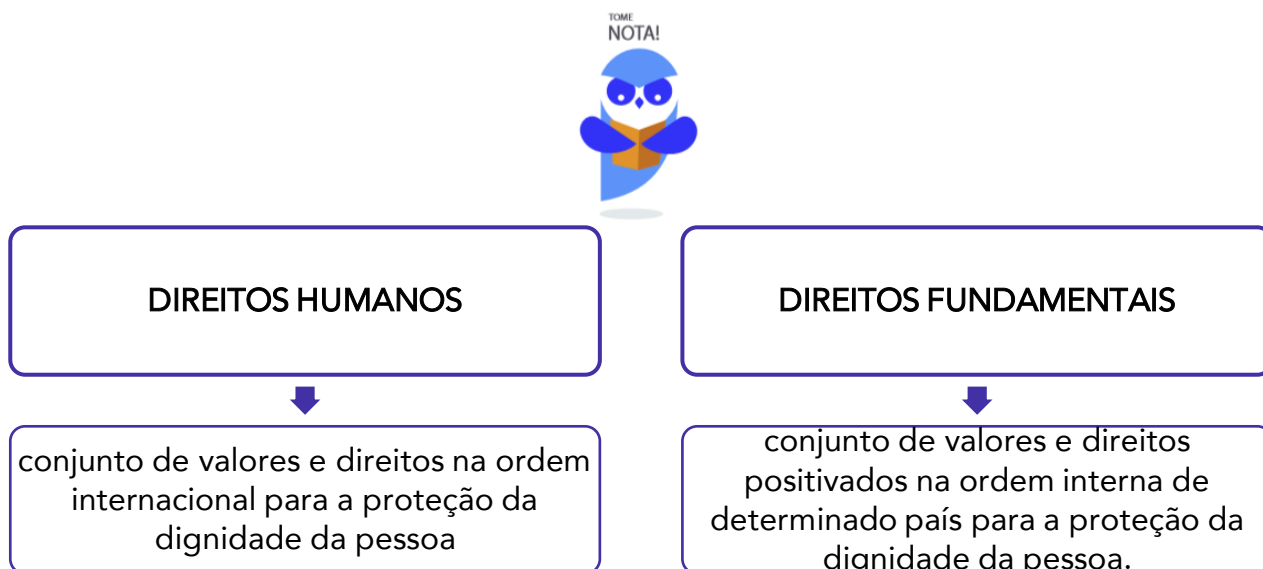 TOME
NOTA!
DIREITOS HUMANOS
conjunto de valores e direitos na ordem
internacional para a proteção da
dignidade da pessoa
DIREITOS FUNDAMENTAIS
conjunto de valores e direitos
positivados na ordem interna de
determinado país para a proteção da
dignidade da pessoa.